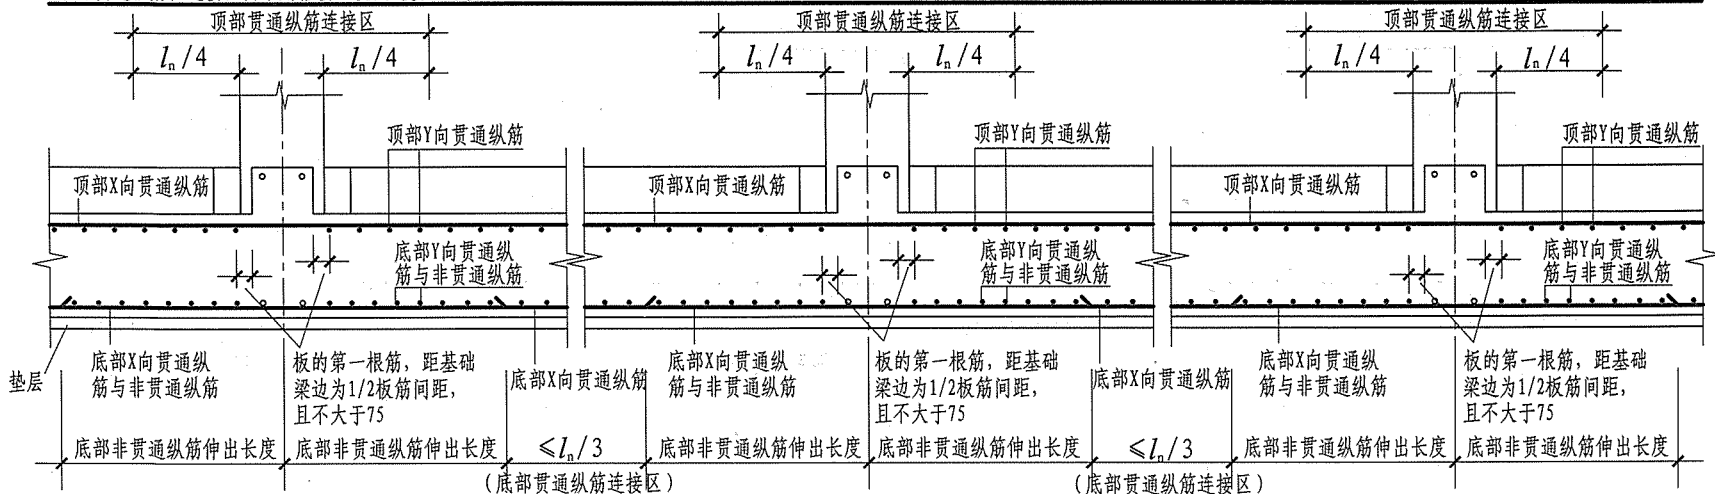 顶部贯通纵筋连接区
顶部贯通纵筋连接区
顶部贯通纵筋连接区
lₙ/4
lₙ/4
lₙ/4
lₙ/4
lₙ/4
lₙ/4
顶部Y向贯通纵筋
顶部Y向贯通纵筋
顶部Y向贯通纵筋
顶部X向贯通纵筋
顶部X向贯通纵筋
顶部X向贯通纵筋
底部Y向贯通纵
筋与非贯通纵筋
底部Y向贯通纵
筋与非贯通纵筋
底部Y向贯通纵
筋与非贯通纵筋
垫层
底部X向贯通纵
筋与非贯通纵筋
板的第一根筋，距基础
梁边为1/2板筋间距，
且不大于75
底部X向贯通纵筋
底部X向贯通纵
筋与非贯通纵筋
板的第一根筋，距基础
梁边为1/2板筋间距，
且不大于75
底部X向贯通纵筋
底部X向贯通纵
筋与非贯通纵筋
板的第一根筋，距基础
梁边为1/2板筋间距，
且不大于75
底部非贯通纵筋伸出长度
底部非贯通纵筋伸出长度
≤lₙ/3
底部非贯通纵筋伸出长度
底部非贯通纵筋伸出长度
≤lₙ/3
底部非贯通纵筋伸出长度
底部非贯通纵筋伸出长度
(底部贯通纵筋连接区)
(底部贯通纵筋连接区)